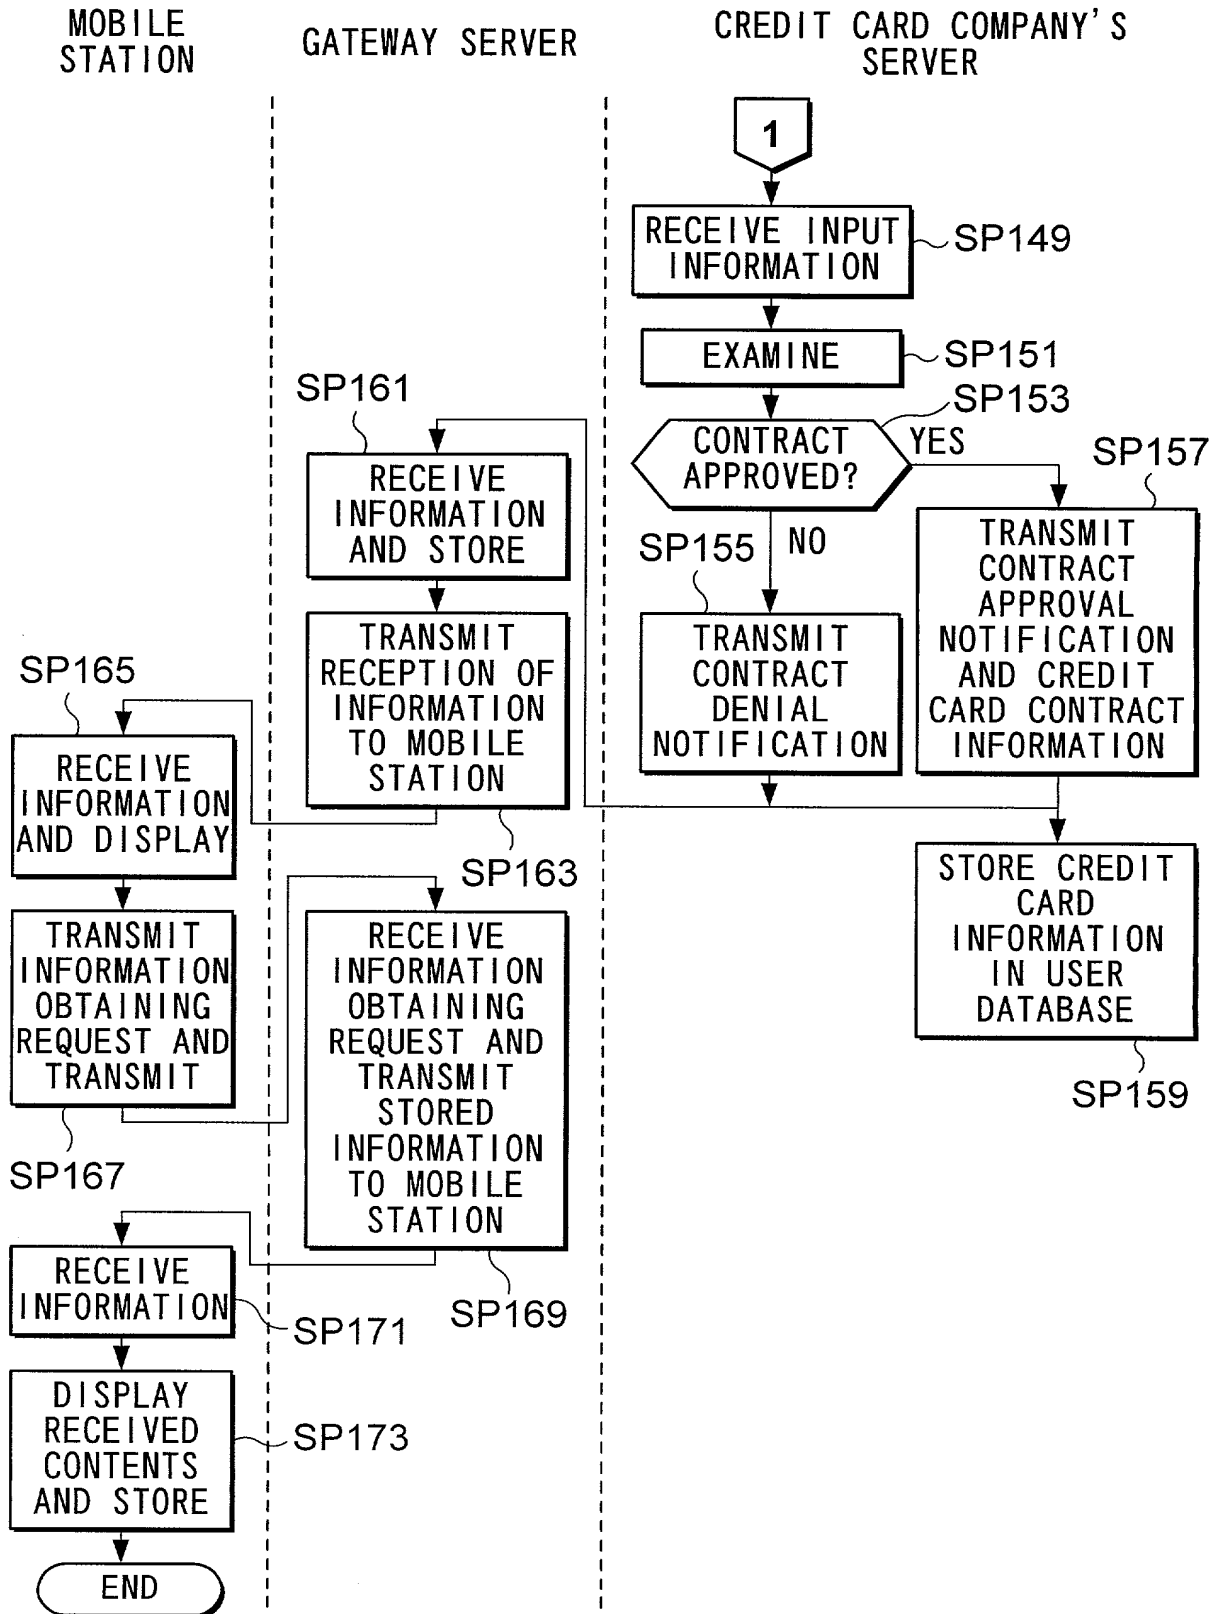 MOBILE
STATION
GATEWAY SERVER
CREDIT CARD COMPANY'S
SERVER
1
RECEIVE INPUT
INFORMATION
SP149
EXAMINE
SP151
SP153
CONTRACT
APPROVED?
YES
NO
SP155
TRANSMIT
CONTRACT
DENIAL
NOTIFICATION
SP157
TRANSMIT
CONTRACT
APPROVAL
NOTIFICATION
AND CREDIT
CARD CONTRACT
INFORMATION
STORE CREDIT
CARD
INFORMATION
IN USER
DATABASE
SP159
SP161
RECEIVE
INFORMATION
AND STORE
TRANSMIT
RECEPTION OF
INFORMATION
TO MOBILE
STATION
SP163
SP165
RECEIVE
INFORMATION
AND DISPLAY
TRANSMIT
INFORMATION
OBTAINING
REQUEST AND
TRANSMIT
SP167
RECEIVE
INFORMATION
OBTAINING
REQUEST AND
TRANSMIT
STORED
INFORMATION
TO MOBILE
STATION
SP169
RECEIVE
INFORMATION
SP171
DISPLAY
RECEIVED
CONTENTS
AND STORE
SP173
END